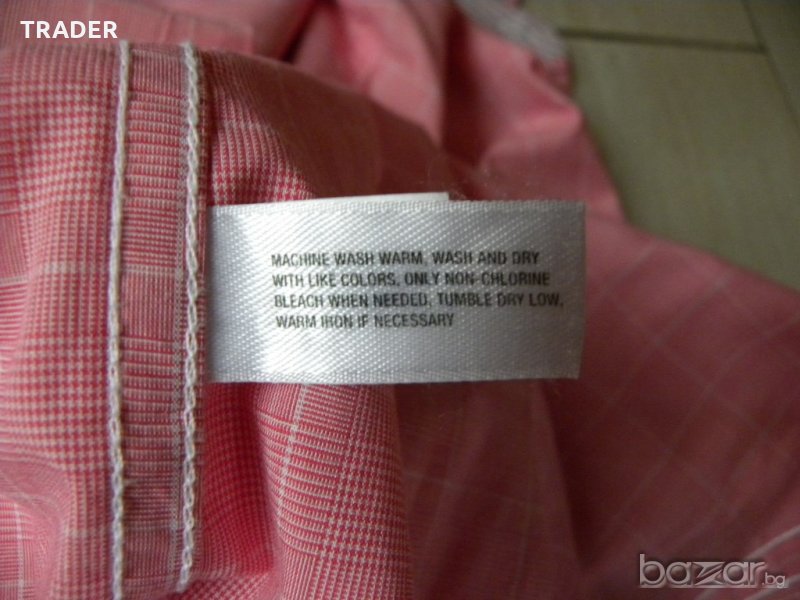 TRADER
MACHINE WASH WARM, WASH AND DRY
WITH LIKE COLORS, ONLY NON-CHLORINE
BLEACH WHEN NEEDED, TUMBLE DRY LOW,
WARM IRON IF NECESSARY
bazar.bg